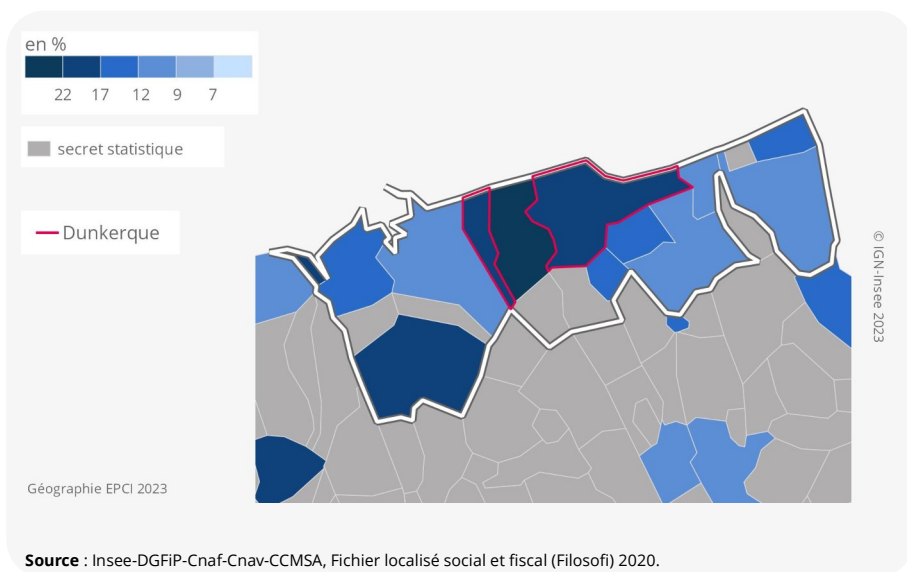 en %
22 17 12 9 7
secret statistique
Dunkerque
© IGN-Insee 2023
Géographie EPCI 2023
Source : Insee-DGFiP-Cnaf-Cnav-CCMSA, Fichier localisé social et fiscal (Filosofi) 2020.